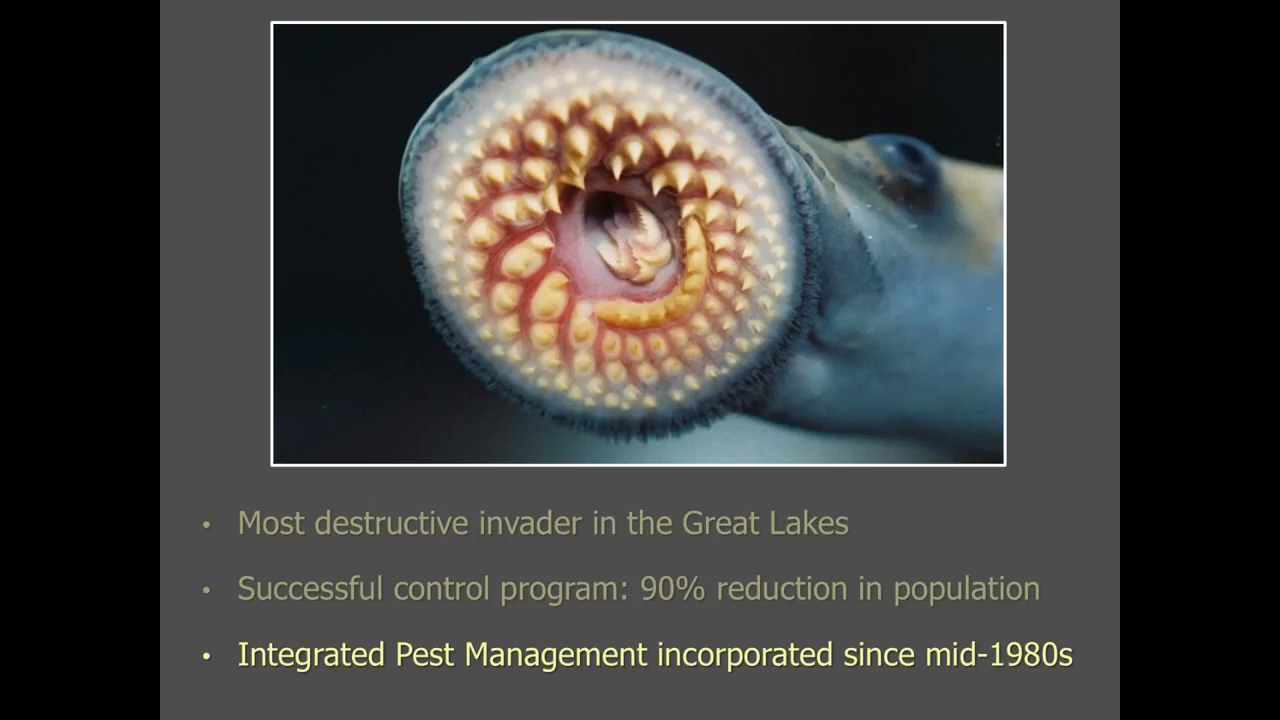 • Most destructive invader in the Great Lakes
• Successful control program: 90% reduction in population
• Integrated Pest Management incorporated since mid-1980s